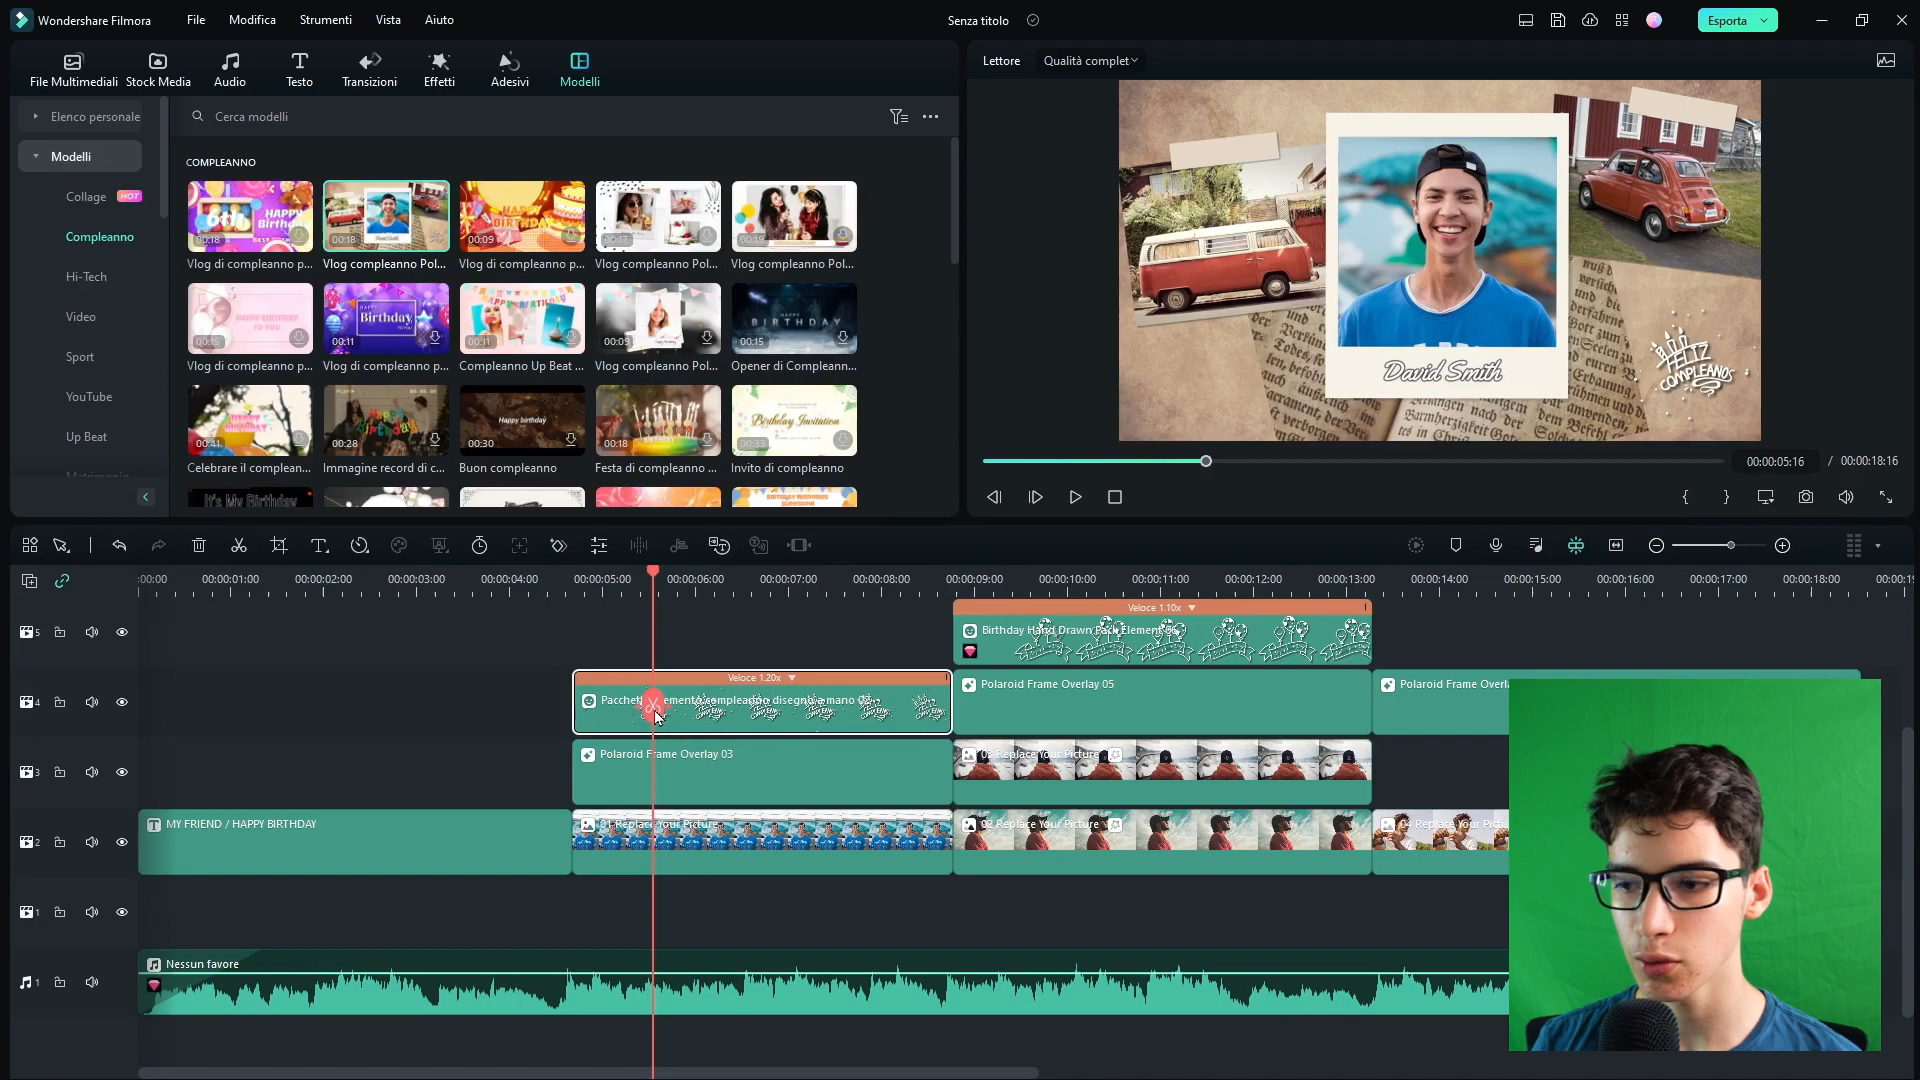 Wondershare Filmora
File Modifica Strumenti Vista Aiuto
Senza titolo
Esporta
File Multimediali Stock Media Audio Testo Transizioni Effetti Adesivi Modelli
Lettore Qualità complet
Elenco personale
Modelli
Collage HOT
Compleanno
Hi-Tech
Video
Sport
YouTube
Up Beat
Matrimonio
Cerca modelli
COMPLEANNO
00:18 00:18 00:09 00:17 00:19
Vlog di compleanno p... Vlog compleanno Pol... Vlog di compleanno p... Vlog compleanno Pol... Vlog compleanno Pol...
00:15 00:11 00:11 00:09 00:15
Vlog di compleanno p... Vlog di compleanno p... Compleanno Up Beat ... Vlog compleanno Pol... Opener di Compleann...
00:41 00:28 00:30 00:18 00:33
Celebrare il complean... Immagine record di c... Buon compleanno Festa di compleanno ... Invito di compleanno
It's My Birthday
David Smith
FELIZ
COMPLEAÑOS
00:00:05:16 / 00:00:18:16
:00:00 00:00:01:00 00:00:02:00 00:00:03:00 00:00:04:00 00:00:05:00 00:00:06:00 00:00:07:00 00:00:08:00 00:00:09:00 00:00:10:00 00:00:11:00 00:00:12:00 00:00:13:00 00:00:14:00 00:00:15:00 00:00:16:00 00:00:17:00 00:00:18:00 00:00:19
Veloce 1.10x
5
Birthday Hand Drawn Pack Element
Veloce 1.20x
4
Polaroid Frame Overlay 05
Polaroid Frame Overla
compleanno disegno a mano
3
Polaroid Frame Overlay 03
03 Replace Your Picture
2
MY FRIEND / HAPPY BIRTHDAY
01 Replace Your Picture
02 Replace Your Picture
04 Replace Your Pictu
1
Nessun favore
1